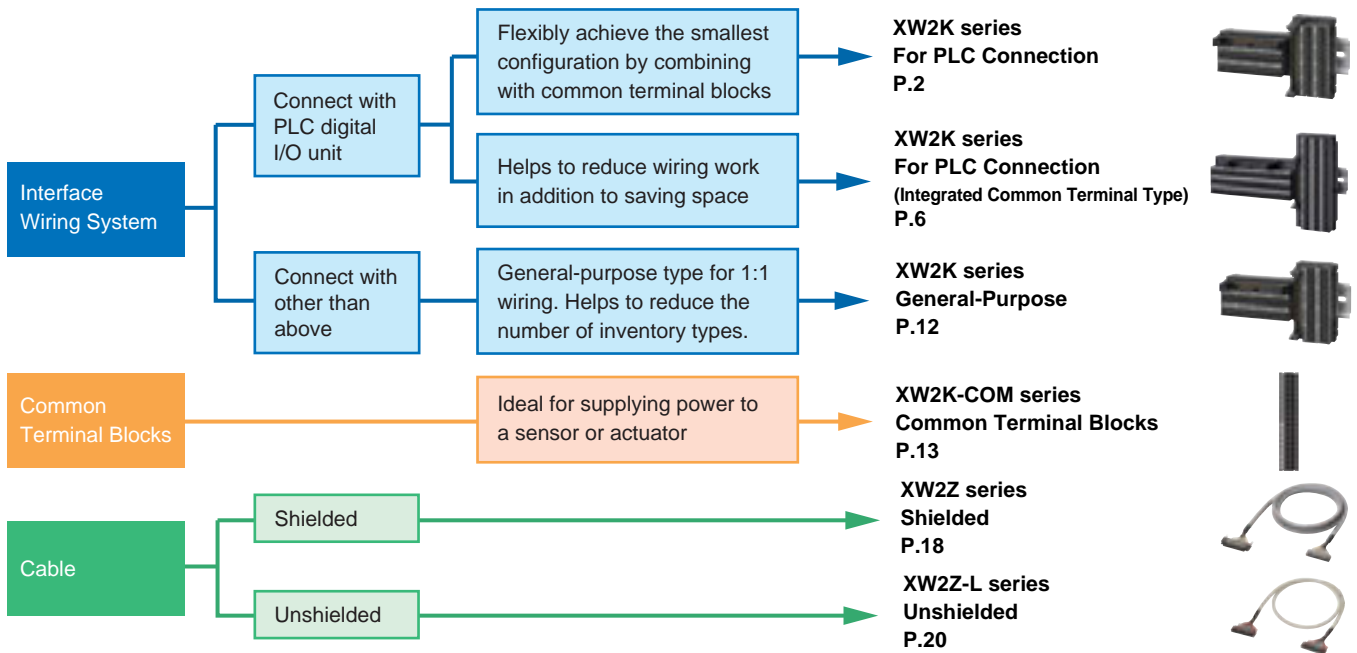 Interface
Wiring System
Connect with
PLC digital
I/O unit
Flexibly achieve the smallest
configuration by combining
with common terminal blocks
XW2K series
For PLC Connection
P.2
Helps to reduce wiring work
in addition to saving space
XW2K series
For PLC Connection
(Integrated Common Terminal Type)
P.6
Connect with
other than
above
General-purpose type for 1:1
wiring. Helps to reduce the
number of inventory types.
XW2K series
General-Purpose
P.12
Common
Terminal Blocks
Ideal for supplying power to
a sensor or actuator
XW2K-COM series
Common Terminal Blocks
P.13
Cable
Shielded
XW2Z series
Shielded
P.18
Unshielded
XW2Z-L series
Unshielded
P.20